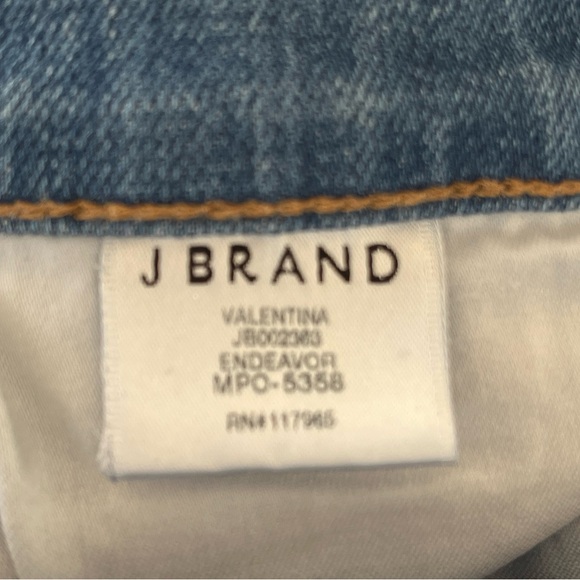 J BRAND
VALENTINA
JB002363
ENDEAVOR
MPO-5358
RN#117965